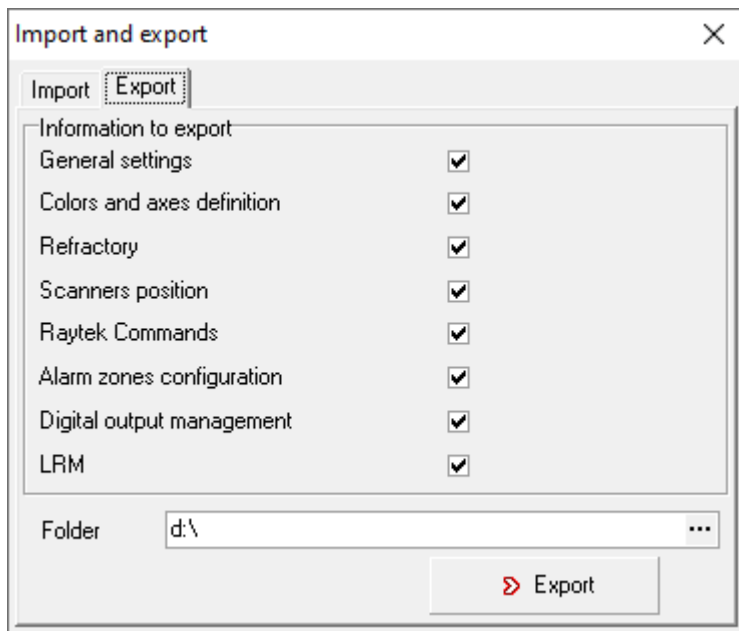 Import and export
Import Export
Information to export
General settings
Colors and axes definition
Refractory
Scanners position
Raytek Commands
Alarm zones configuration
Digital output management
LRM
Folder d:\ ...
Export